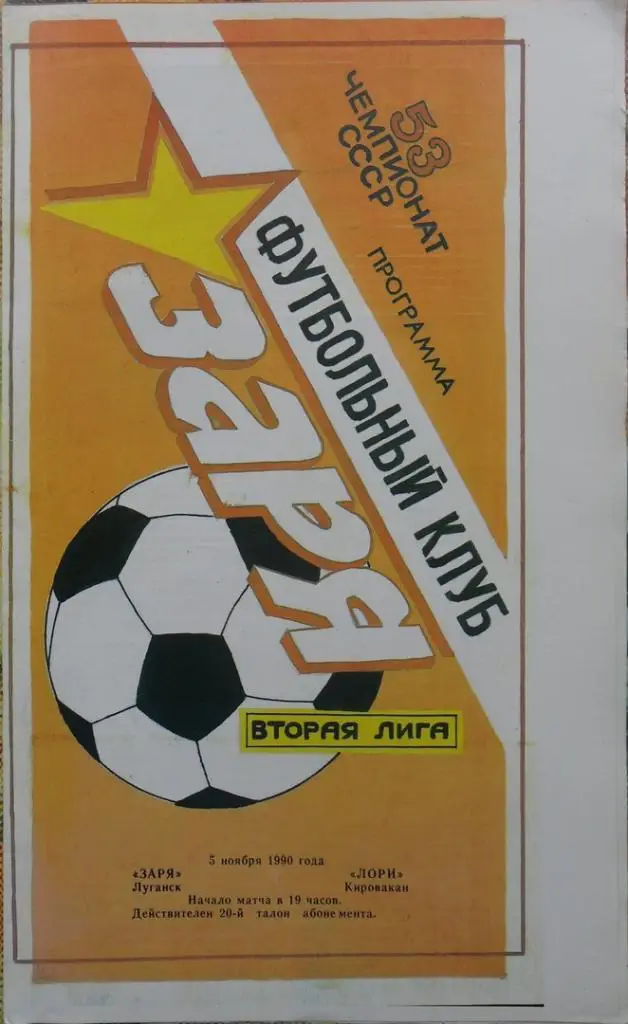 53
ЧЕМПИОНАТ
СССР
ПРОГРАММА
ФУТБОЛЬНЫЙ КЛУБ
ЗАРЯ
ВТОРАЯ ЛИГА
5 ноября 1990 года
«ЗАРЯ» «ЛОРИ»
Луганск Кировакан
Начало матча в 19 часов.
Действителен 20-й талон абонемента.